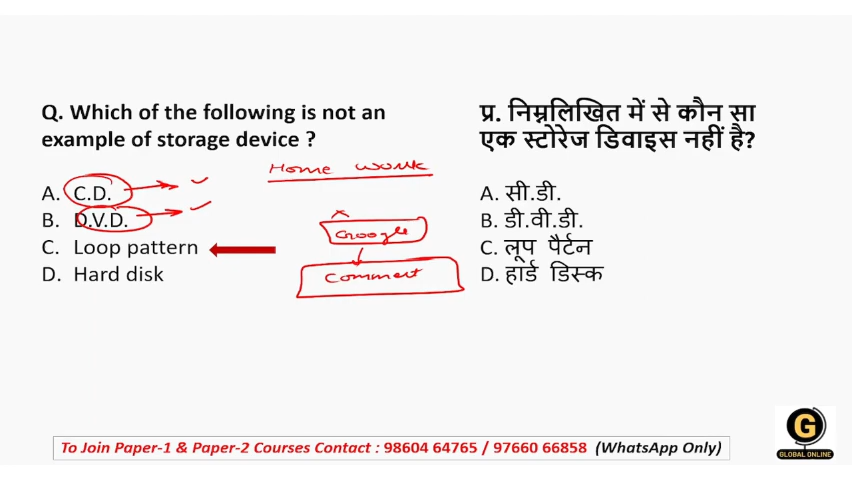 Q. Which of the following is not an
example of storage device ?
Home work
A. C.D.
B. D.V.D.
C. Loop pattern
D. Hard disk
Google
Comment
प्र. निम्नलिखित में से कौन सा
एक स्टोरेज डिवाइस नहीं है?
A. सी.डी.
B. डी.वी.डी.
C. लूप पैर्टन
D. हार्ड डिस्क
To Join Paper-1 & Paper-2 Courses Contact : 98604 64765 / 97660 66858 (WhatsApp Only)
G
GLOBAL ONLINE